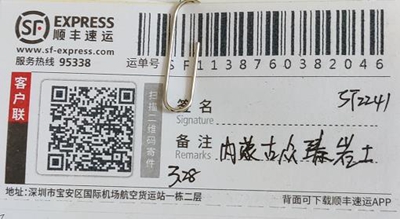 SF EXPRESS
顺丰速运
www.sf-express.com
服务热线 95338
运单号 SF1138760382046
客户联
扫描二维码寄件
签名
Signature
ST2241
备注
Remarks
内蒙古众臻岩土
328
地址:深圳市宝安区国际机场航空货运站一栋二层
背面可下载顺丰速运APP